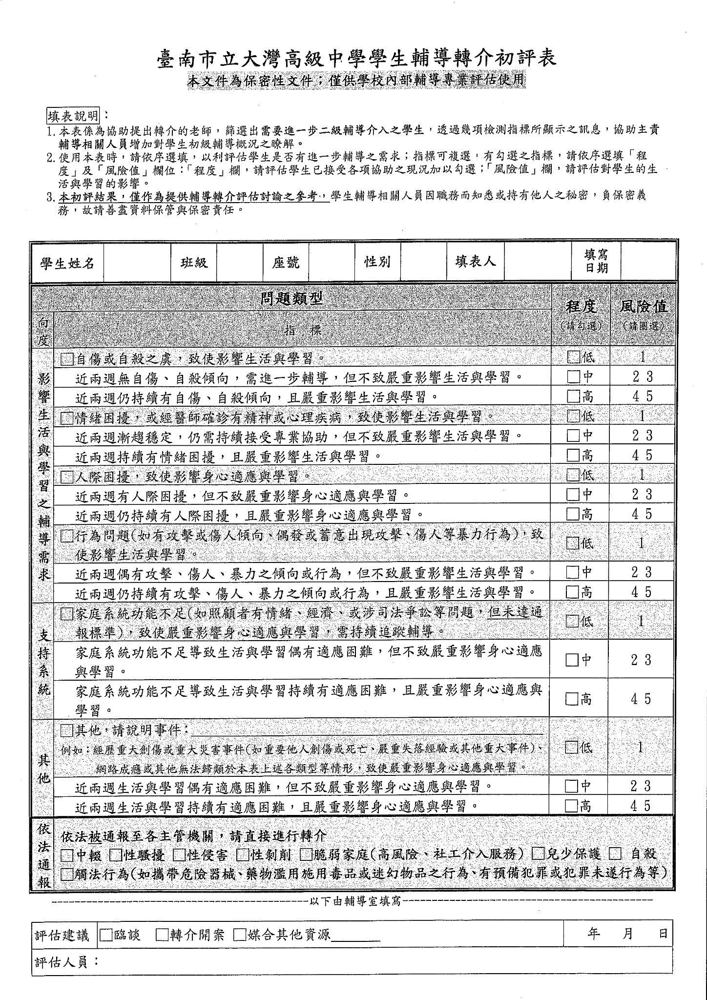 臺南市立大灣高級中學學生輔導轉介初評表
本文件為保密性文件；僅供學校內部輔導專業評估使用
填表說明：
1. 本表係為協助提出轉介的老師，篩選出需要進一步二級輔導介入之學生，透過幾項檢測指標所顯示之訊息，協助主責
輔導相關人員增加對學生初級輔導概況之瞭解。
2. 使用本表時，請依序選填，以利評估學生是否有進一步輔導之需求；指標可複選，有勾選之指標，請依序選填「程
度」及「風險值」欄位：「程度」欄，請評估學生已接受各項協助之現況加以勾選；「風險值」欄，請評估對學生的生
活與學習的影響。
3. 本初評結果，僅作為提供輔導轉介評估討論之參考，學生輔導相關人員因職務而知悉或持有他人之秘密，負保密義
務，故請善盡資料保管與保密責任。
學生姓名 班級 座號 性別 填表人 填寫
日期
問題類型 程度 風險值
向度 指 標 (請勾選) (請圈選)
影響生活與學習之輔導需求
□自傷或自殺之虞，致使影響生活與學習。 □低 1
近兩週無自傷、自殺傾向，需進一步輔導，但不致嚴重影響生活與學習。 □中 2 3
近兩週仍持續有自傷、自殺傾向，且嚴重影響生活與學習。 □高 4 5
□情緒困擾，或經醫師確診有精神或心理疾病，致使影響生活與學習。 □低 1
近兩週漸趨穩定，仍需持續接受專業協助，但不致嚴重影響生活與學習。 □中 2 3
近兩週持續有情緒困擾，且嚴重影響生活與學習。 □高 4 5
□人際困擾，致使影響身心適應與學習。 □低 1
近兩週有人際困擾，但不致嚴重影響身心適應與學習。 □中 2 3
近兩週仍持續有人際困擾，且嚴重影響身心適應與學習。 □高 4 5
□行為問題(如有攻擊或傷人傾向、偶發或蓄意出現攻擊、傷人等暴力行為)，致
使影響生活與學習。 □低 1
近兩週偶有攻擊、傷人、暴力之傾向或行為，但不致嚴重影響生活與學習。 □中 2 3
近兩週仍持續有攻擊、傷人、暴力之傾向或行為，且嚴重影響生活與學習。 □高 4 5
支持系統
□家庭系統功能不足(如照顧者有情緒、經濟、或涉司法爭訟等問題，但未達通
報標準)，致使嚴重影響身心適應與學習，需持續追蹤輔導。 □低 1
家庭系統功能不足導致生活與學習偶有適應困難，但不致嚴重影響身心適應
與學習。 □中 2 3
家庭系統功能不足導致生活與學習持續有適應困難，且嚴重影響身心適應與
學習。 □高 4 5
其他
□其他，請說明事件：
例如：經歷重大創傷或重大災害事件(如重要他人創傷或死亡、嚴重失落經驗或其他重大事件)、
網路成癮或其他無法歸類於本表上述各類型等情形，致使嚴重影響身心適應與學習。 □低 1
近兩週生活與學習偶有適應困難，但不致嚴重影響身心適應與學習。 □中 2 3
近兩週生活與學習持續有適應困難，且嚴重影響身心適應與學習。 □高 4 5
依法通報
依法被通報至各主管機關，請直接進行轉介
□中輟 □性騷擾 □性侵害 □性剝削 □脆弱家庭(高風險、社工介入服務) □兒少保護 □ 自殺
□觸法行為(如攜帶危險器械、藥物濫用施用毒品或迷幻物品之行為、有預備犯罪或犯罪未遂行為等)
以下由輔導室填寫
評估建議 □臨談 □轉介開案 □媒合其他資源______ 年 月 日
評估人員：